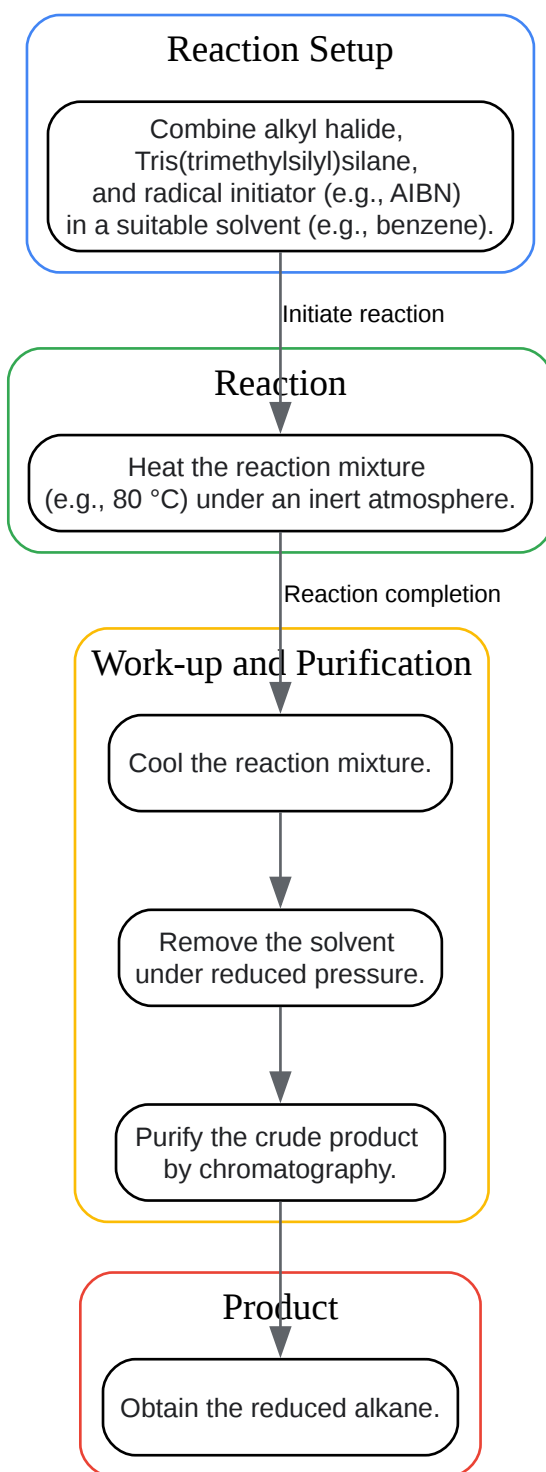 Reaction Setup
Combine alkyl halide,
Tris(trimethylsilyl)silane,
and radical initiator (e.g., AIBN)
in a suitable solvent (e.g., benzene).
Initiate reaction
Reaction
Heat the reaction mixture
(e.g., 80 °C) under an inert atmosphere.
Reaction completion
Work-up and Purification
Cool the reaction mixture.
Remove the solvent
under reduced pressure.
Purify the crude product
by chromatography.
Product
Obtain the reduced alkane.